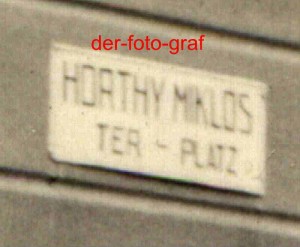 der-foto-graf
HORTHY MIKLOS
TER - PLATZ